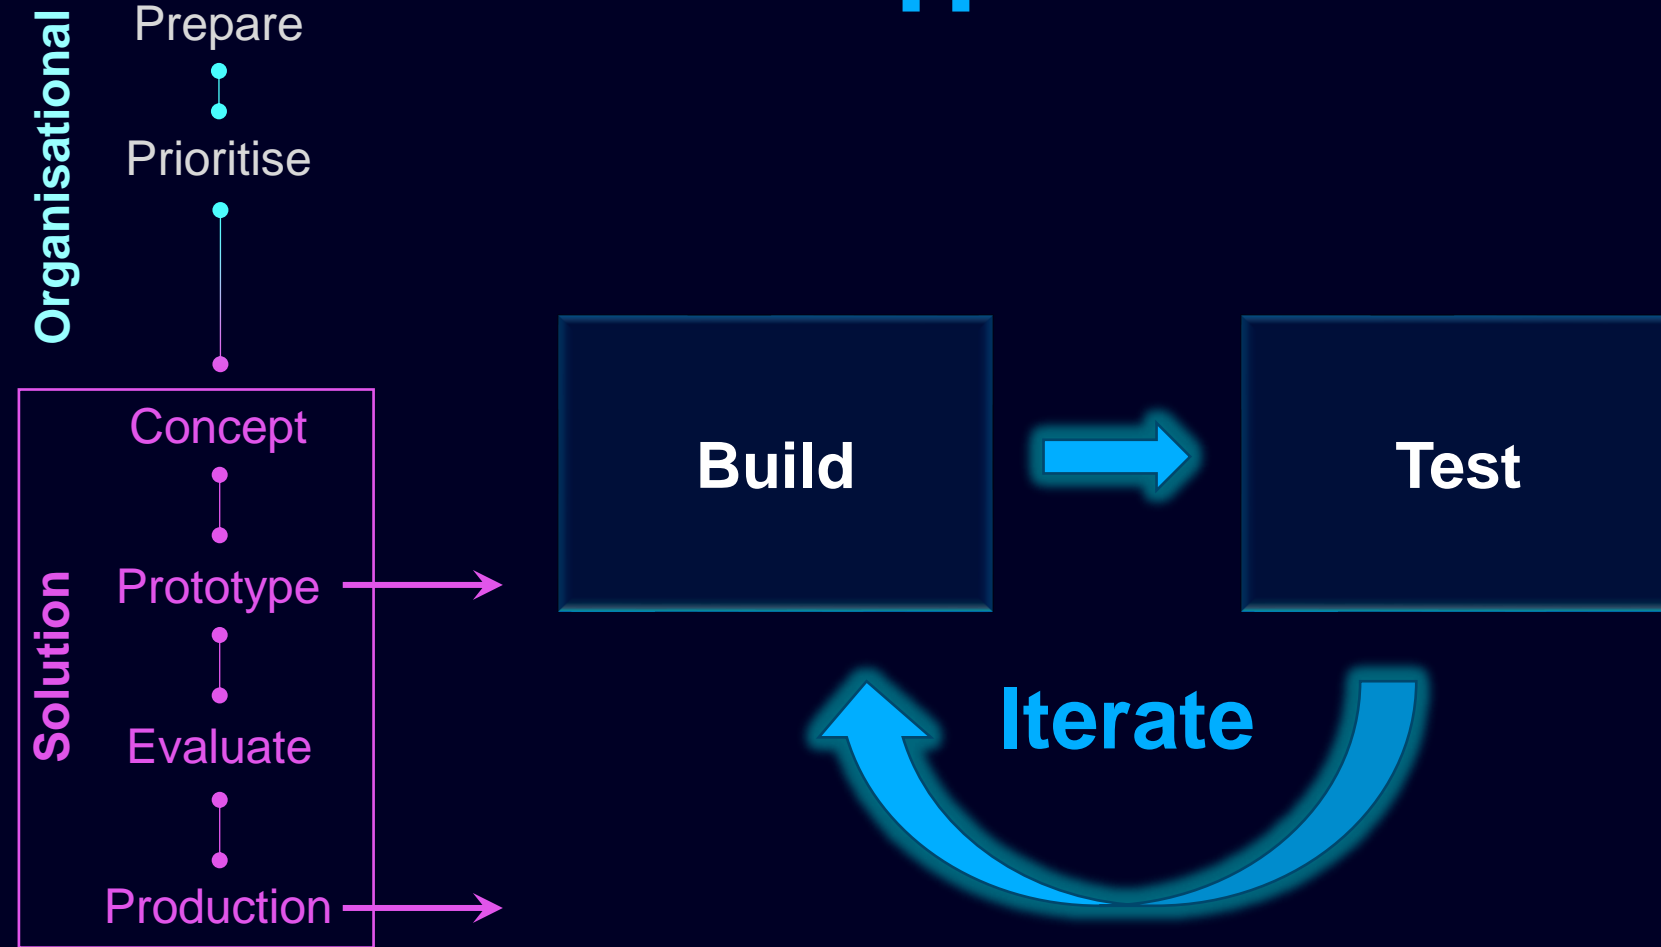 Organisational
Prepare
Prioritise
Solution
Concept
Prototype
Evaluate
Production
Build
Test
Iterate